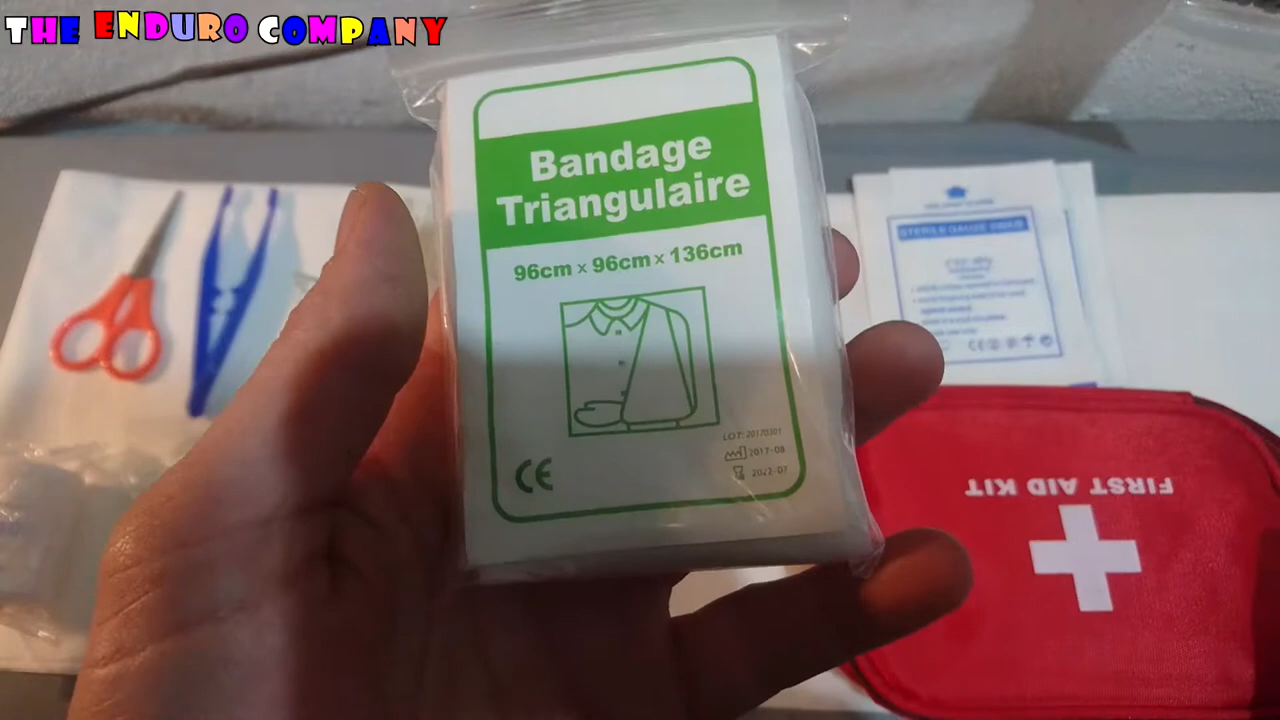 THE ENDURO COMPANY
Bandage
Triangulaire
96cm x 96cm x 136cm
LOT: 20170301
2017-08
2022-07
CE
STERILE GAUZE SWABS
FIRST AID KIT